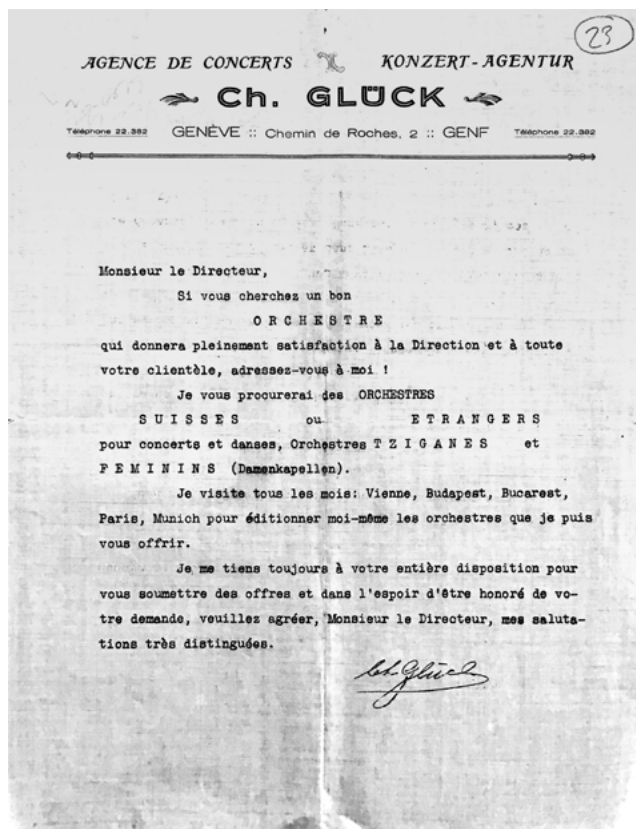 23
AGENCE DE CONCERTS KONZERT-AGENTUR
Ch. GLÜCK
Téléphone 22.382 GENÈVE :: Chemin de Roches, 2 :: GENF Téléphone 22.382
Monsieur le Directeur,
Si vous cherchez un bon
O R C H E S T R E
qui donnera pleinement satisfaction à la Direction et à toute
votre clientèle, adressez-vous à moi !
Je vous procurerai des ORCHESTRES
S U I S S E S ou E T R A N G E R S
pour concerts et danses, Orchestres T Z I G A N E S et
F E M I N I N S (Damenkapellen).
Je visite tous les mois: Vienne, Budapest, Bucarest,
Paris, Munich pour éditionner moi-même les orchestres que je puis
vous offrir.
Je me tiens toujours à votre entière disposition pour
vous soumettre des offres et dans l'espoir d'être honoré de vo-
tre demande, veuillez agréer, Monsieur le Directeur, mes saluta-
tions très distinguées.
Ch. Glück